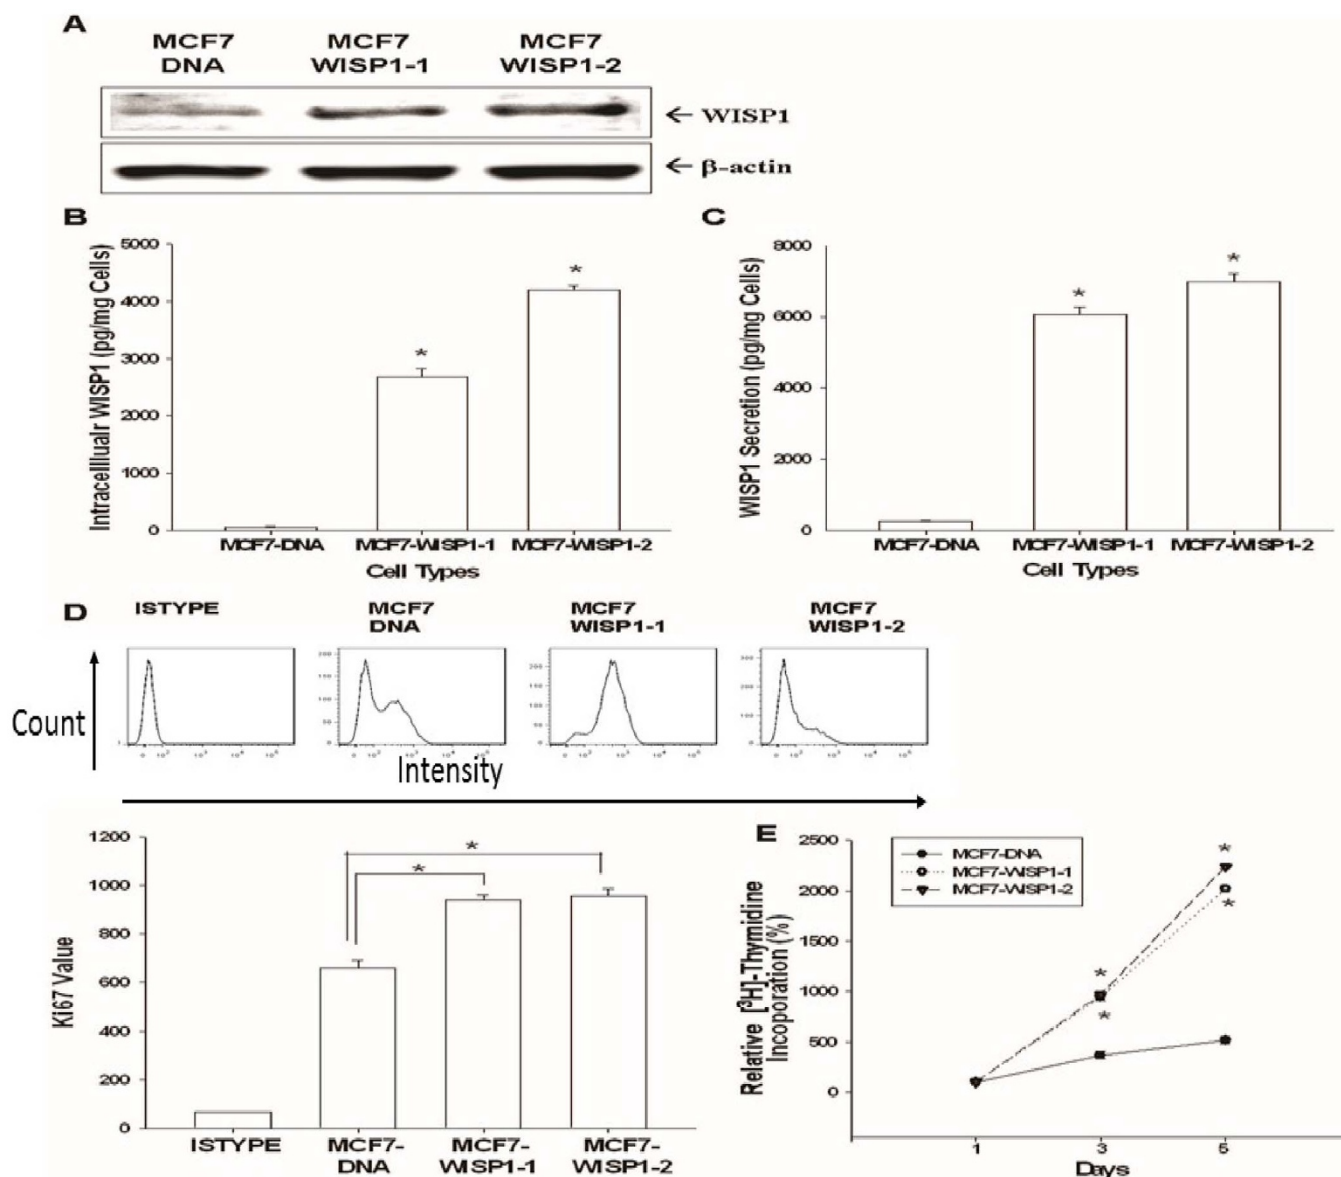 A
MCF7 DNA
MCF7 WISP1-1
MCF7 WISP1-2
← WISP1
← β-actin
B
Intracelllualr WISP1 (pg/mg Cells)
5000
4000
3000
2000
1000
0
MCF7-DNA MCF7-WISP1-1 MCF7-WISP1-2
Cell Types
C
WISP1 Secretion (pg/mg Cells)
8000
6000
4000
2000
0
MCF7-DNA MCF7-WISP1-1 MCF7-WISP1-2
Cell Types
* * * *
D
ISTYPE
MCF7 DNA
MCF7 WISP1-1
MCF7 WISP1-2
Count
Intensity
Ki67 Value
1200
1000
800
600
400
200
0
* *
ISTYPE
MCF7-DNA
MCF7-WISP1-1
MCF7-WISP1-2
E
MCF7-DNA
MCF7-WISP1-1
MCF7-WISP1-2
Relative [³H]-Thymidine
Incoporation (%)
2500
2000
1500
1000
500
0
* * * *
1 3 5
Days